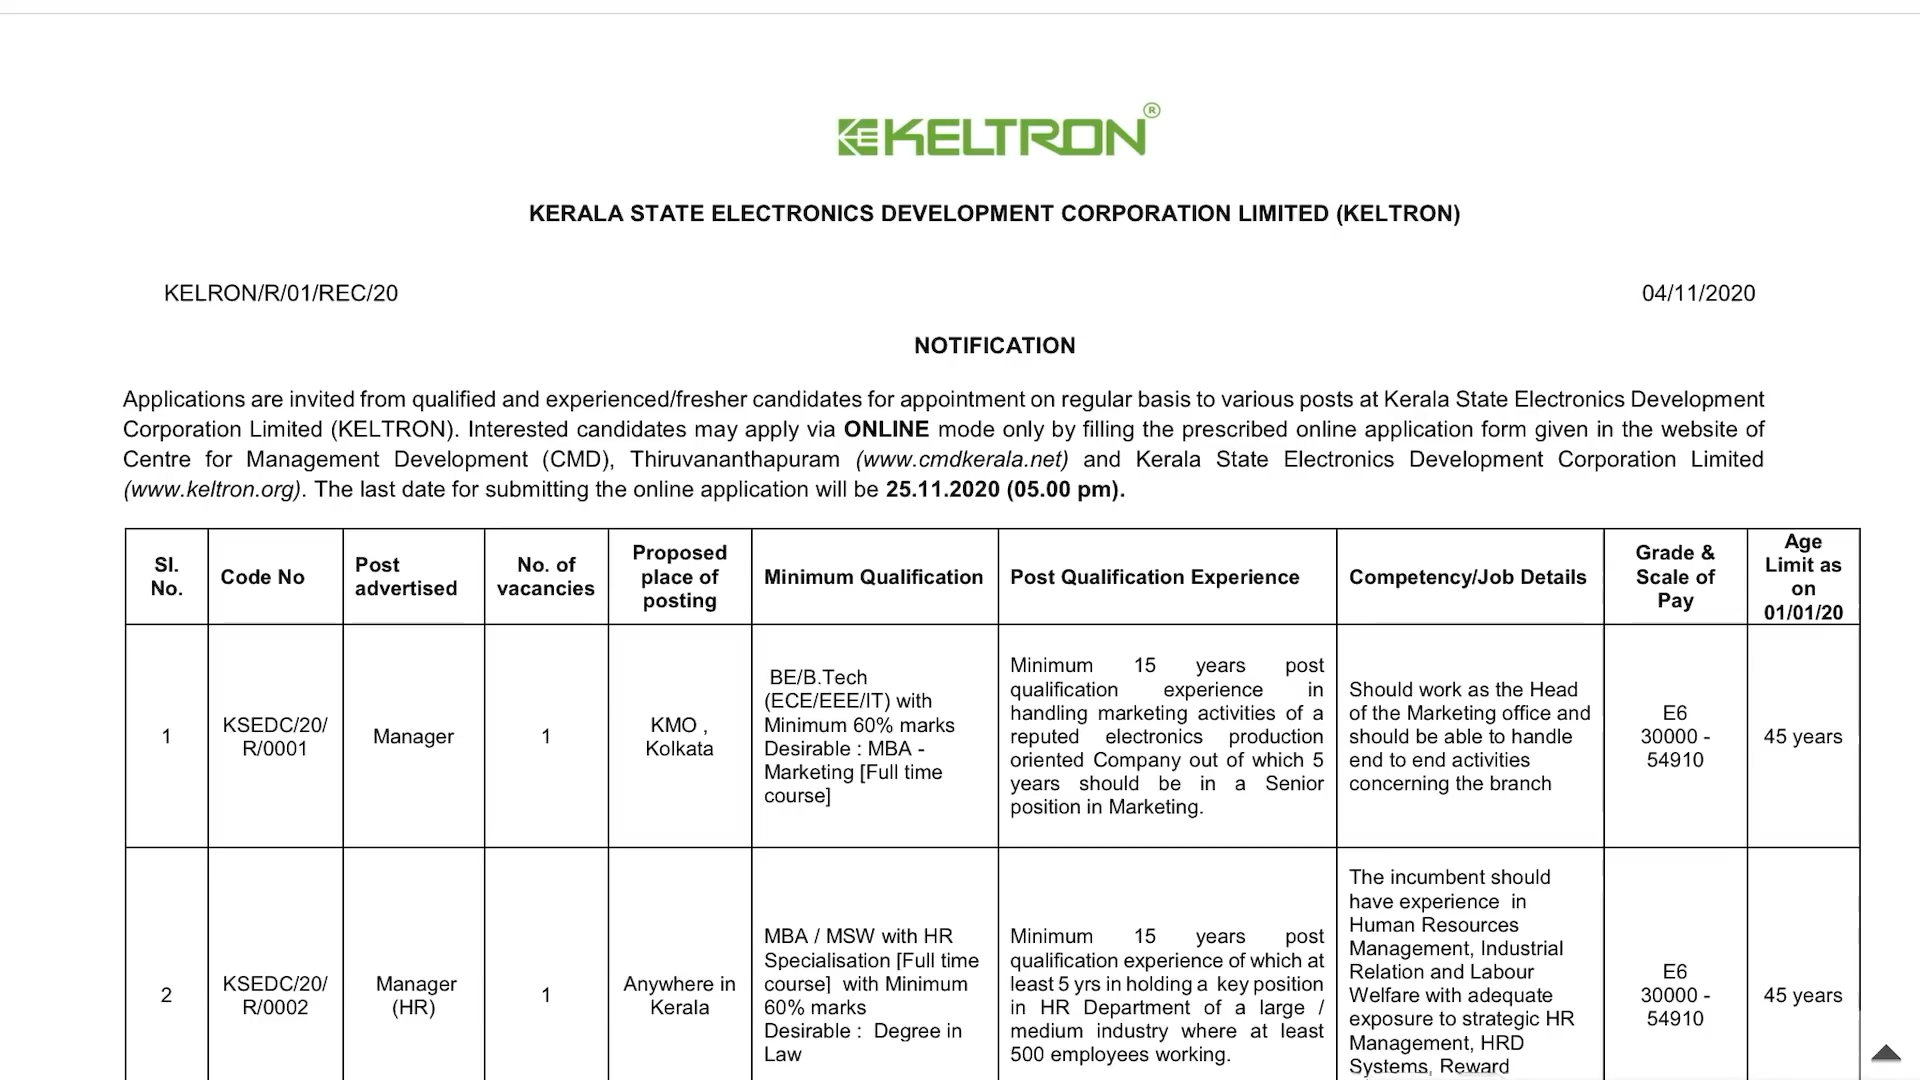 KELTRON®
KERALA STATE ELECTRONICS DEVELOPMENT CORPORATION LIMITED (KELTRON)
KELRON/R/01/REC/20
04/11/2020
NOTIFICATION
Applications are invited from qualified and experienced/fresher candidates for appointment on regular basis to various posts at Kerala State Electronics Development
Corporation Limited (KELTRON). Interested candidates may apply via ONLINE mode only by filling the prescribed online application form given in the website of
Centre for Management Development (CMD), Thiruvananthapuram (www.cmdkerala.net) and Kerala State Electronics Development Corporation Limited
(www.keltron.org). The last date for submitting the online application will be 25.11.2020 (05.00 pm).
Sl.
No.
Code No
Post
advertised
No. of
vacancies
Proposed
place of
posting
Minimum Qualification
Post Qualification Experience
Competency/Job Details
Grade &
Scale of
Pay
Age
Limit as
on
01/01/20
1
KSEDC/20/
R/0001
Manager
1
KMO ,
Kolkata
BE/B.Tech
(ECE/EEE/IT) with
Minimum 60% marks
Desirable : MBA -
Marketing [Full time
course]
Minimum 15 years post
qualification experience in
handling marketing activities of a
reputed electronics production
oriented Company out of which 5
years should be in a Senior
position in Marketing.
Should work as the Head
of the Marketing office and
should be able to handle
end to end activities
concerning the branch
E6
30000 -
54910
45 years
2
KSEDC/20/
R/0002
Manager
(HR)
1
Anywhere in
Kerala
MBA / MSW with HR
Specialisation [Full time
course] with Minimum
60% marks
Desirable : Degree in
Law
Minimum 15 years post
qualification experience of which at
least 5 yrs in holding a key position
in HR Department of a large /
medium industry where at least
500 employees working.
The incumbent should
have experience in
Human Resources
Management, Industrial
Relation and Labour
Welfare with adequate
exposure to strategic HR
Management, HRD
Systems, Reward
E6
30000 -
54910
45 years